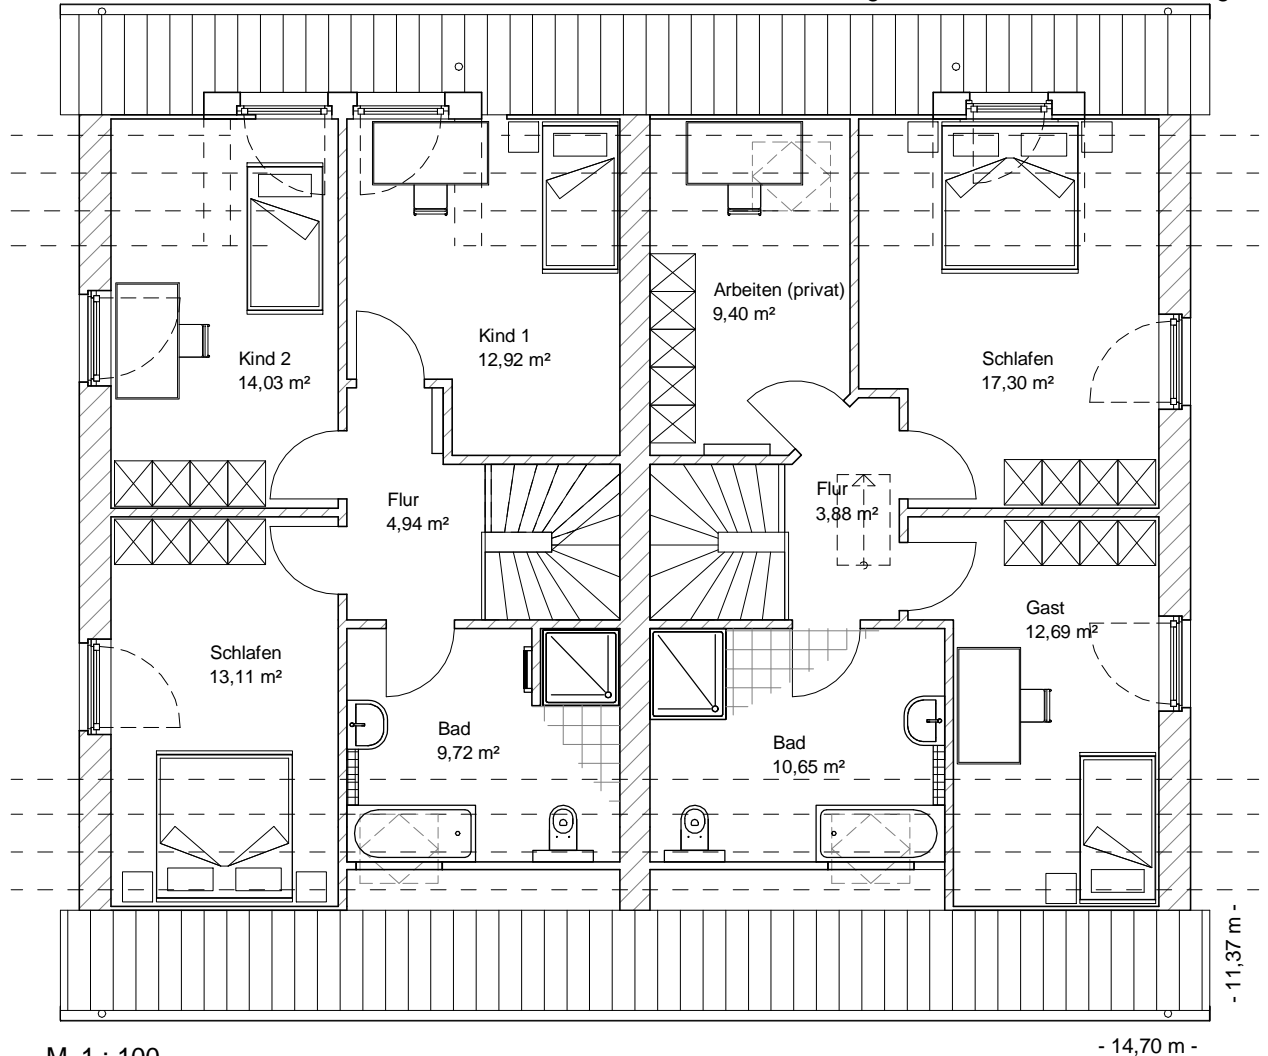 Arbeiten (privat)
9,40 m²
Kind 1
12,92 m²
Kind 2
14,03 m²
Schlafen
17,30 m²
Flur
4,94 m²
Flur
3,88 m²
Gast
12,69 m²
Schlafen
13,11 m²
Bad
9,72 m²
Bad
10,65 m²
- 11,37 m -
- 14,70 m -
M 1 : 100